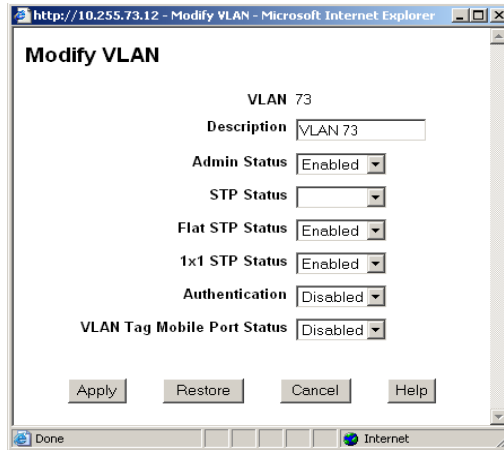 http://10.255.73.12 - Modify VLAN - Microsoft Internet Explorer
Modify VLAN
VLAN 73
Description VLAN 73
Admin Status Enabled
STP Status
Flat STP Status Enabled
1x1 STP Status Enabled
Authentication Disabled
VLAN Tag Mobile Port Status Disabled
Apply Restore Cancel Help
Done Internet